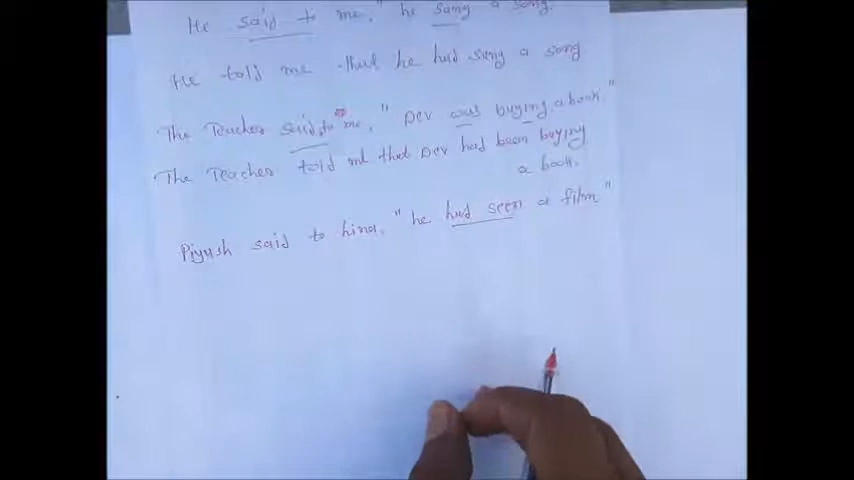 He said to me," he sang a song.
He told me that he had sung a song
The Teacher said to me, " Dev was buying a book."
The Teacher told me that Dev had been buying
a book.
Piyush said to hina, " he had seen a film"